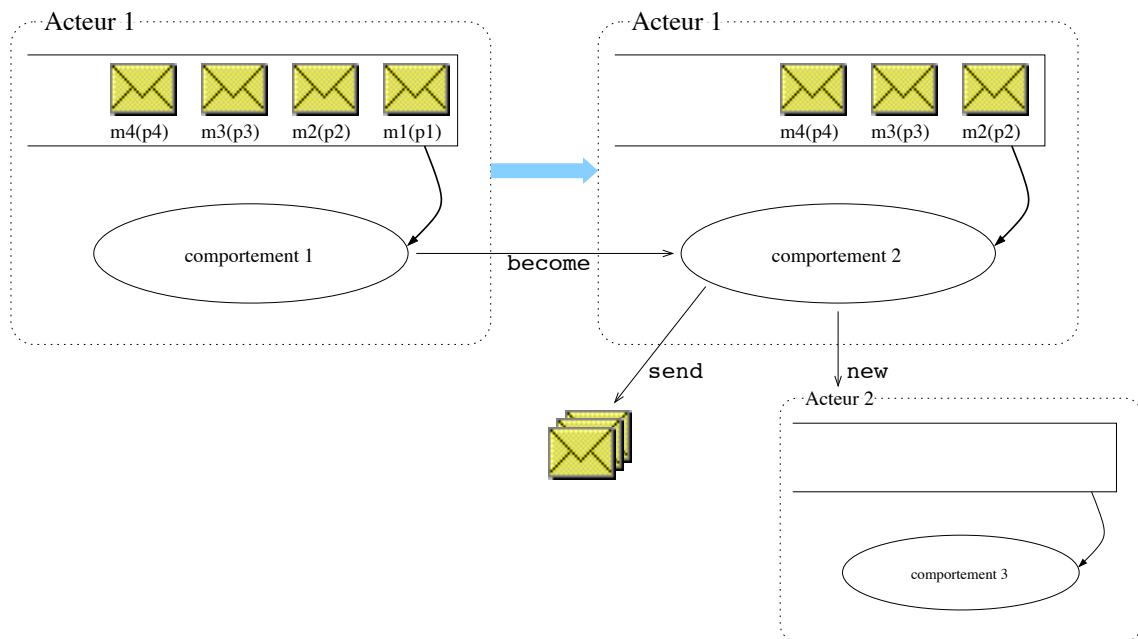 Acteur 1
Acteur 1
m4(p4) m3(p3) m2(p2) m1(p1)
m4(p4) m3(p3) m2(p2)
comportement 1
become
comportement 2
send
new
Acteur 2
comportement 3